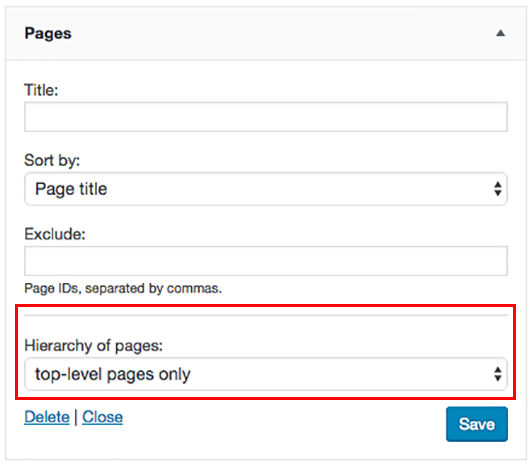 Pages
Title:
Sort by:
Page title
Exclude:
Page IDs, separated by commas.
Hierarchy of pages:
top-level pages only
Delete | Close
Save